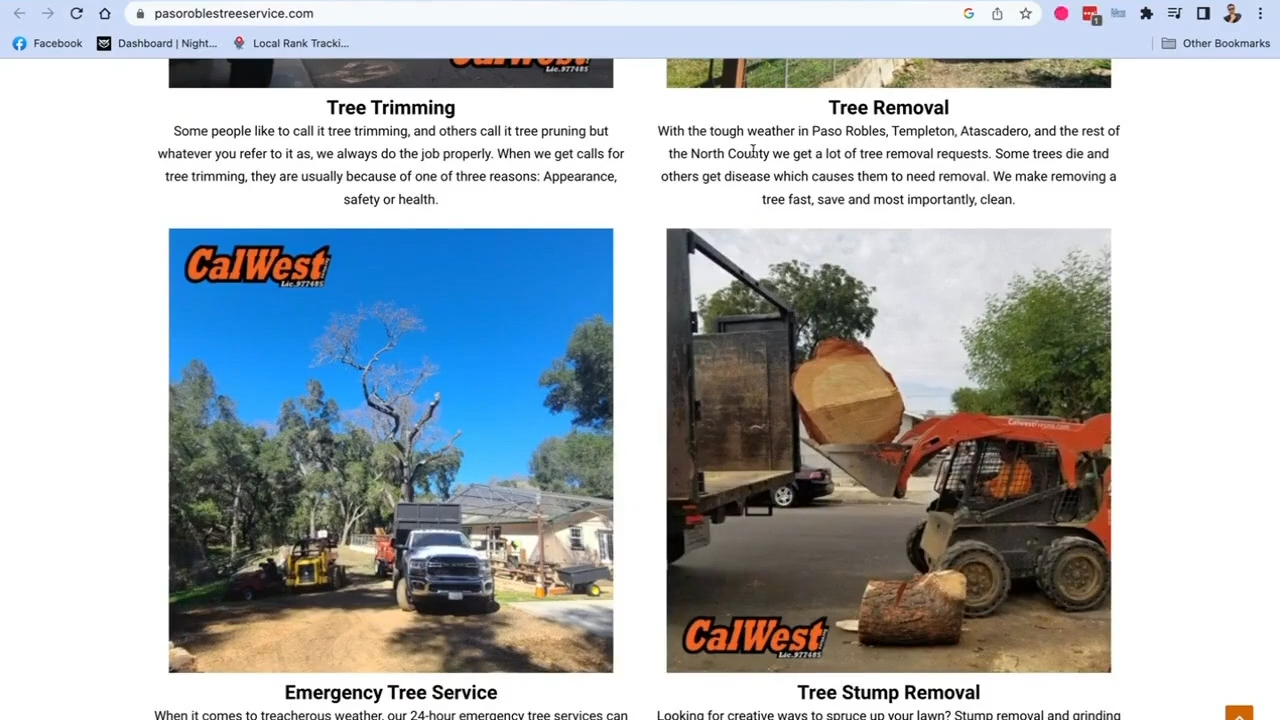 pasoroblestreeservice.com
1
Facebook
Dashboard | Night...
Local Rank Tracki...
Other Bookmarks
Lic.977485
Tree Trimming
Some people like to call it tree trimming, and others call it tree pruning but
whatever you refer to it as, we always do the job properly. When we get calls for
tree trimming, they are usually because of one of three reasons: Appearance,
safety or health.
Tree Removal
With the tough weather in Paso Robles, Templeton, Atascadero, and the rest of
the North County we get a lot of tree removal requests. Some trees die and
others get disease which causes them to need removal. We make removing a
tree fast, save and most importantly, clean.
CalWest
Lic.977485
CalWest
Lic.977485
Emergency Tree Service
When it comes to treacherous weather, our 24-hour emergency tree services can
Tree Stump Removal
Looking for creative ways to spruce up your lawn? Stump removal and grinding